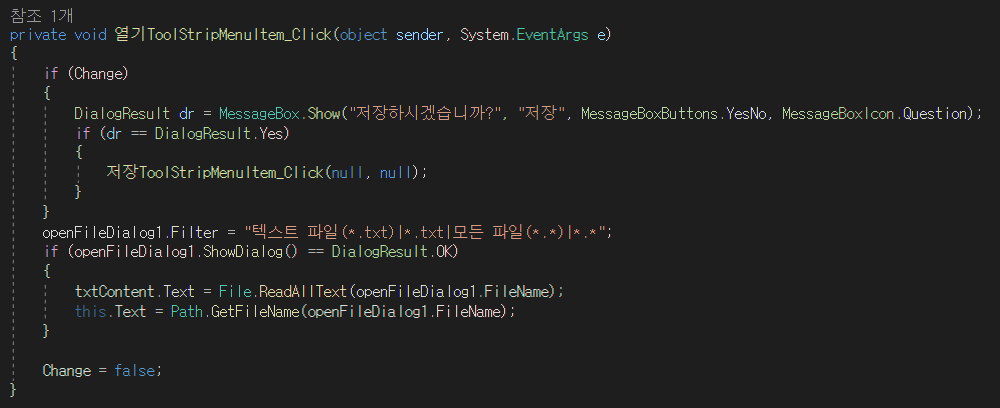 참조 1개
private void 열기ToolStripMenuItem_Click(object sender, System.EventArgs e)
{
if (Change)
{
DialogResult dr = MessageBox.Show("저장하시겠습니까?", "저장", MessageBoxButtons.YesNo, MessageBoxIcon.Question);
if (dr == DialogResult.Yes)
{
저장ToolStripMenuItem_Click(null, null);
}
}
openFileDialog1.Filter = "텍스트 파일(*.txt)|*.txt|모든 파일(*.*)|*.*";
if (openFileDialog1.ShowDialog() == DialogResult.OK)
{
txtContent.Text = File.ReadAllText(openFileDialog1.FileName);
this.Text = Path.GetFileName(openFileDialog1.FileName);
}
Change = false;
}